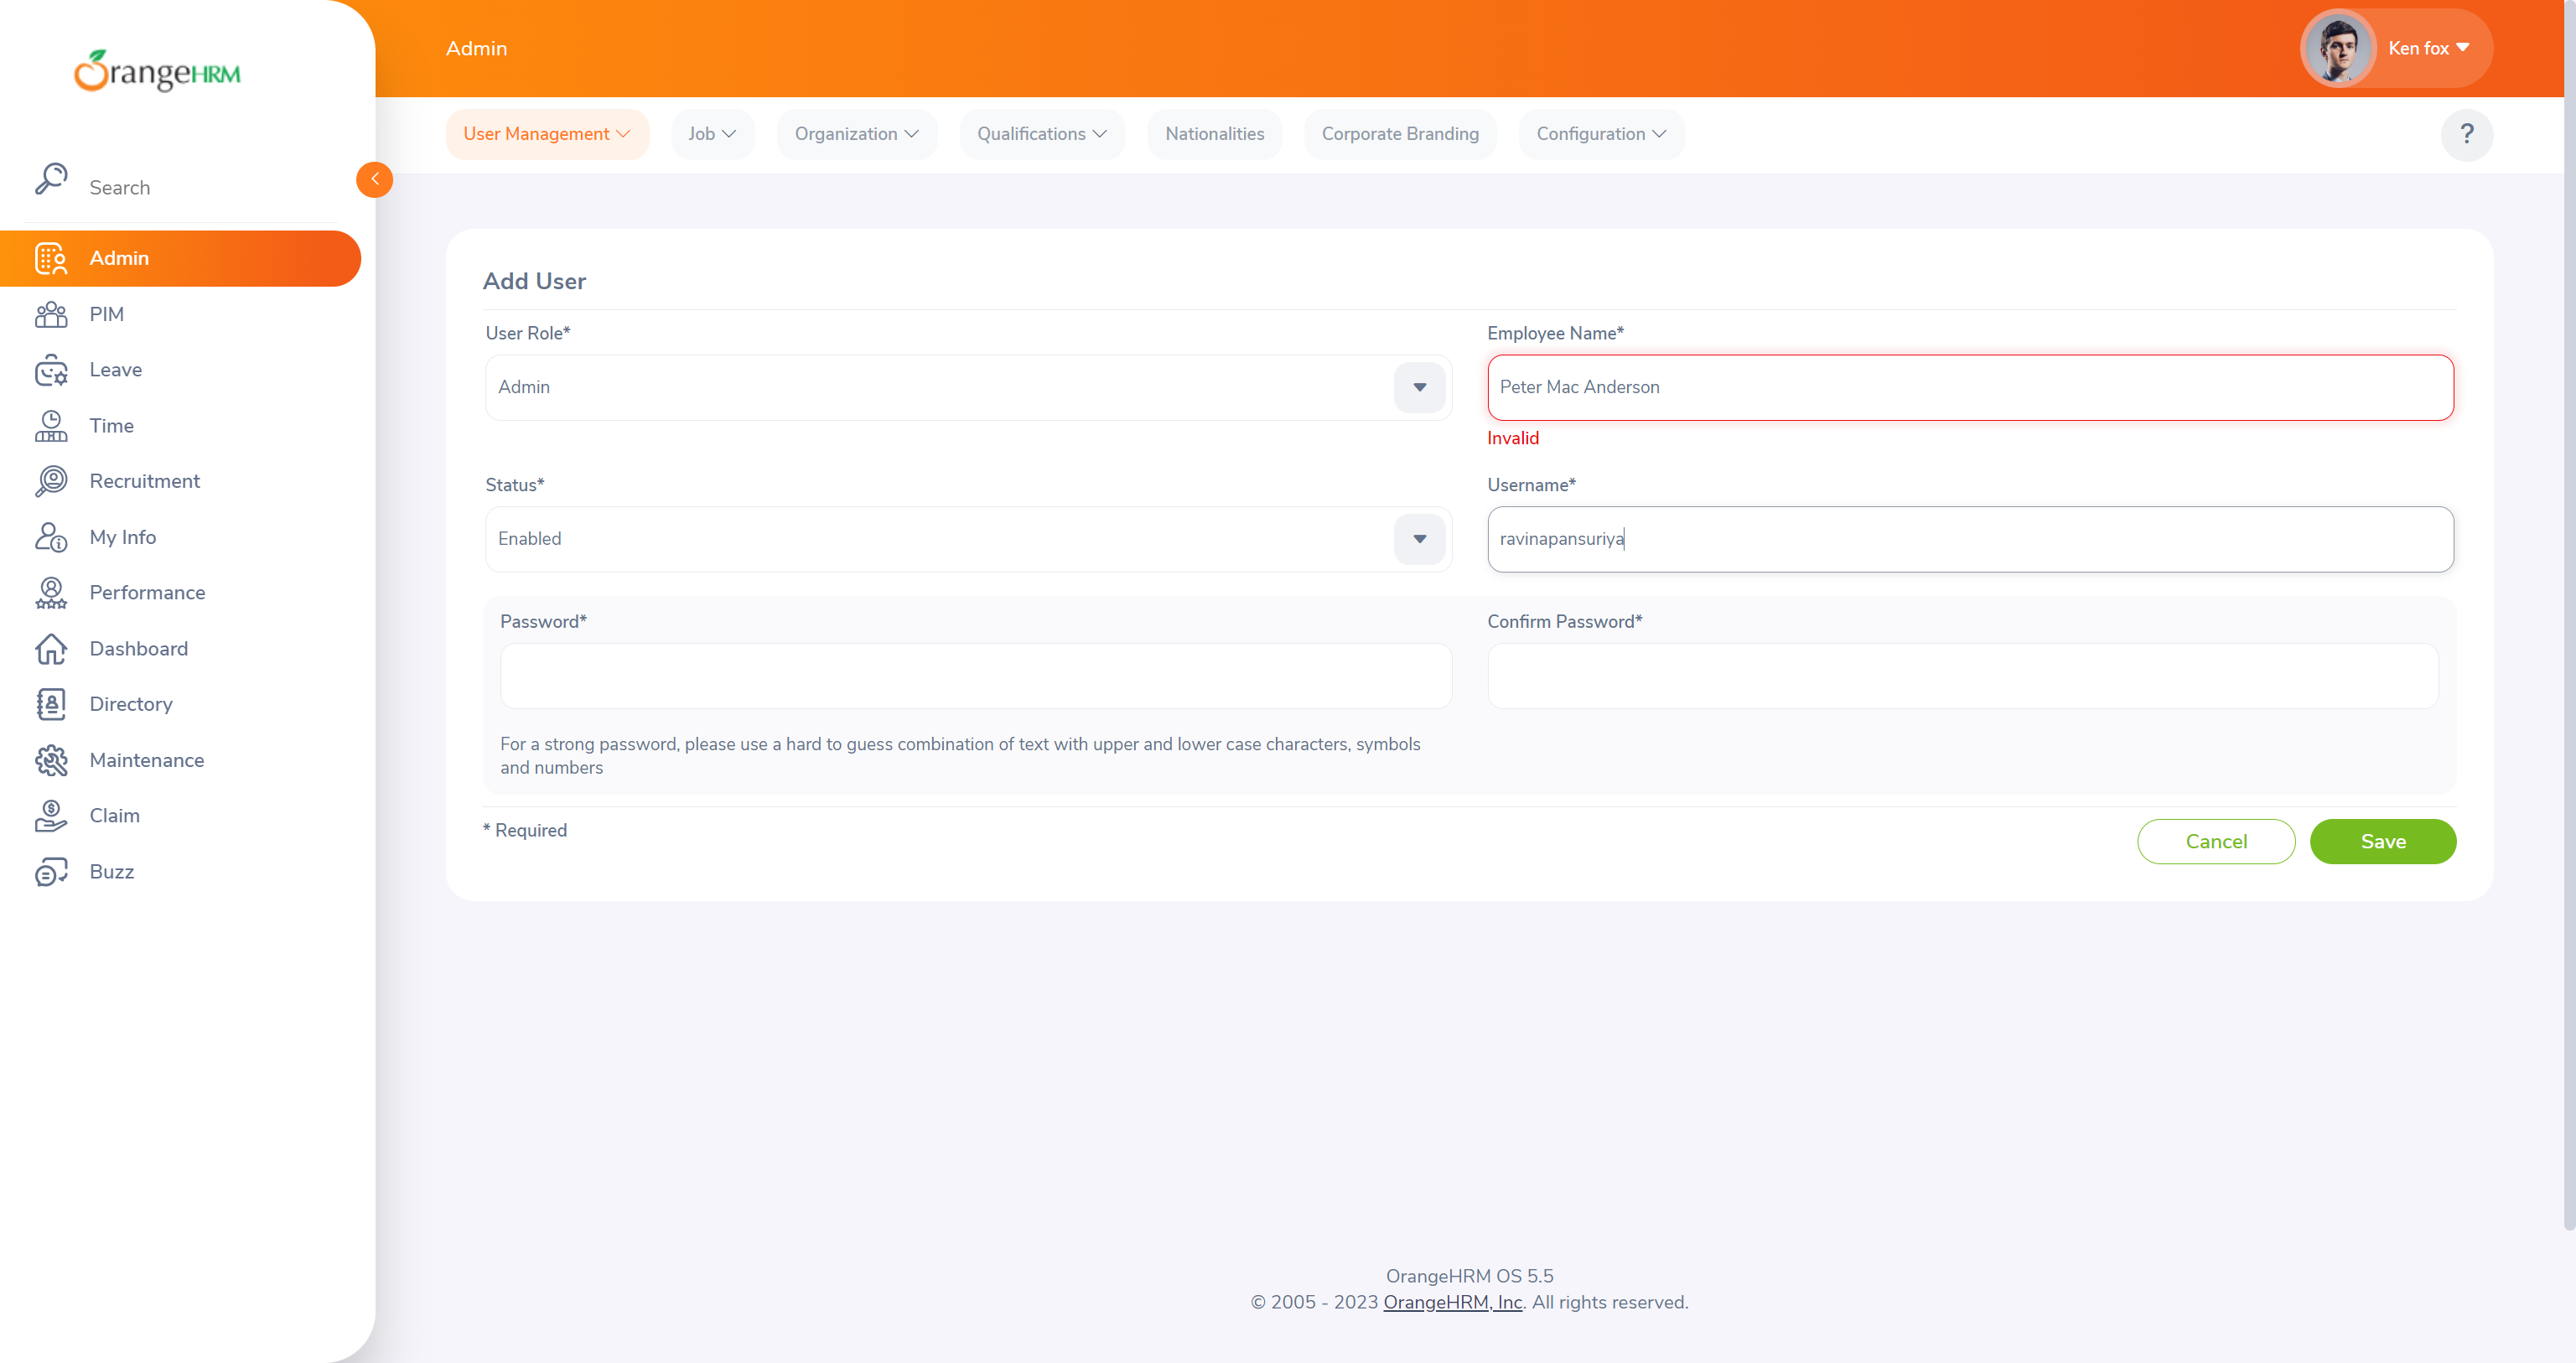 OrangeHRM
Search
Admin
PIM
Leave
Time
Recruitment
My Info
Performance
Dashboard
Directory
Maintenance
Claim
Buzz
Admin
Ken fox
User Management
Job
Organization
Qualifications
Nationalities
Corporate Branding
Configuration
?
Add User
User Role*
Admin
Employee Name*
Peter Mac Anderson
Invalid
Status*
Enabled
Username*
ravinapansuriya
Password*
Confirm Password*
For a strong password, please use a hard to guess combination of text with upper and lower case characters, symbols
and numbers
* Required
Cancel
Save
OrangeHRM OS 5.5
© 2005 - 2023 OrangeHRM, Inc. All rights reserved.